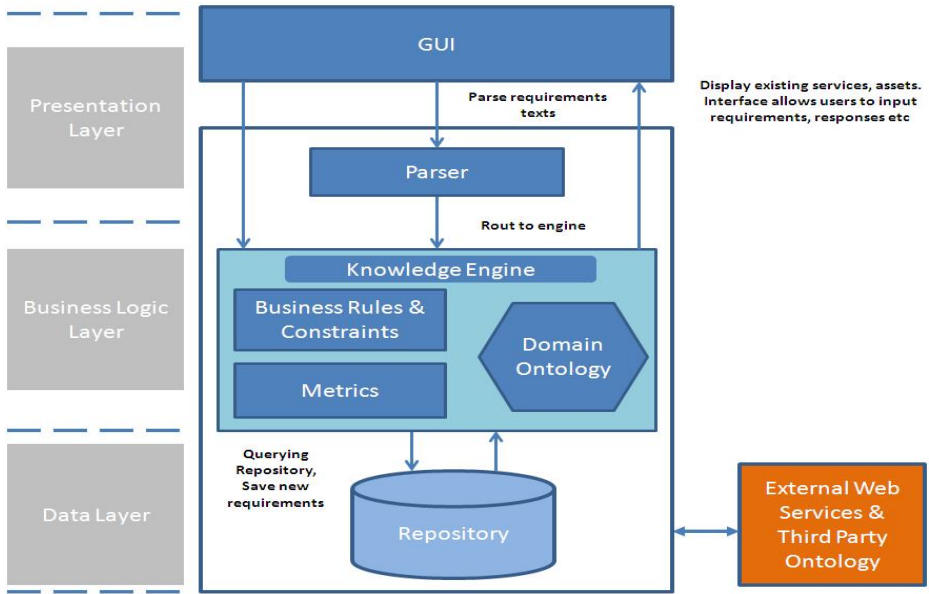 GUI
Presentation
Layer
Parse requirements
texts
Display existing services, assets.
Interface allows users to input
requirements, responses etc
Parser
Rout to engine
Business Logic
Layer
Knowledge Engine
Business Rules &
Constraints
Domain
Ontology
Metrics
Data Layer
Querying
Repository,
Save new
requirements
Repository
External Web
Services &
Third Party
Ontology